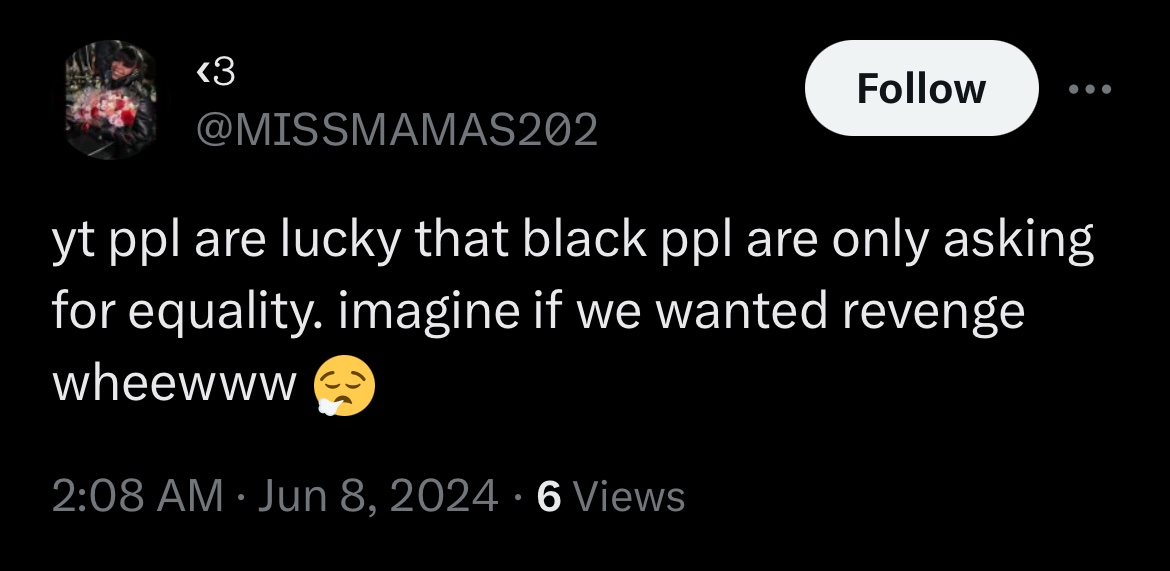 ‹3
Follow
@MISSMAMAS202
yt ppl are lucky that black ppl are only asking
for equality. imagine if we wanted revenge
wheewww 😮‍💨
2:08 AM · Jun 8, 2024 · 6 Views